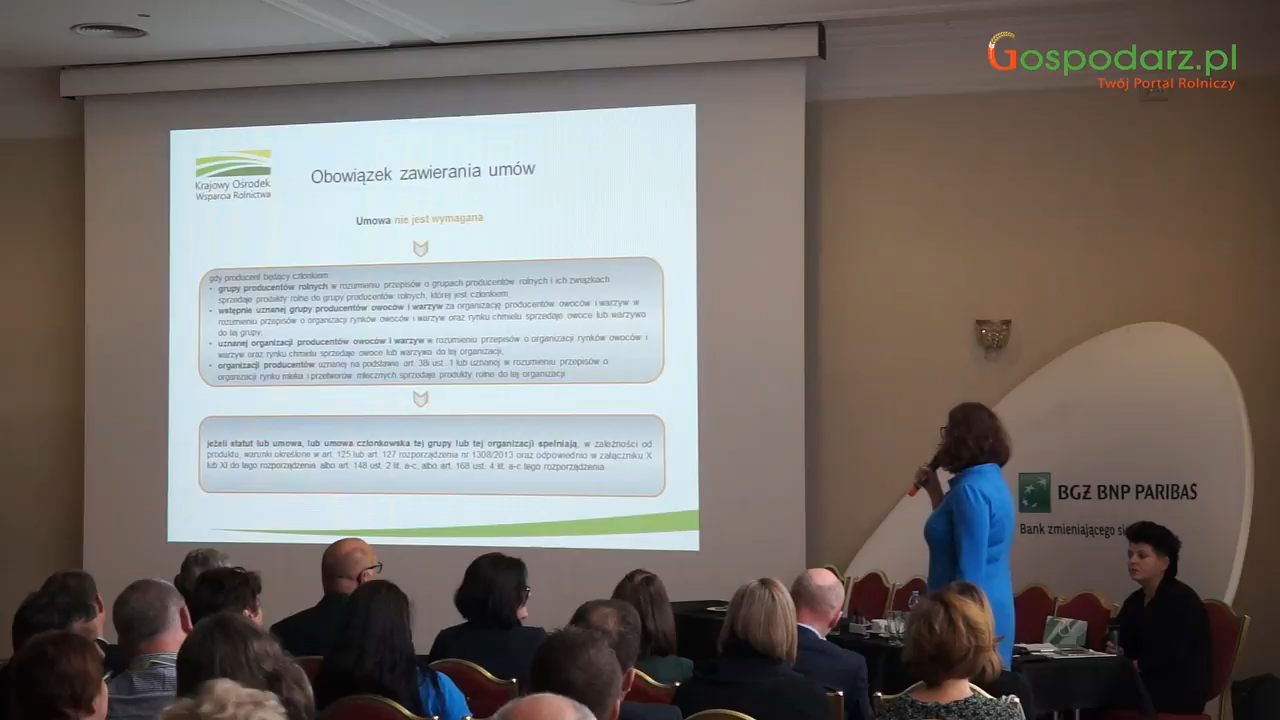 Gospodarz.pl
Twój Portal Rolniczy
Krajowy Ośrodek
Wsparcia Rolnictwa
Obowiązek zawierania umów
Umowa nie jest wymagana
gdy producent będący członkiem:
• grupy producentów rolnych w rozumieniu przepisów o grupach producentów rolnych i ich związkach
sprzedaje produkty rolne do grupy producentów rolnych, której jest członkiem,
• wstępnie uznanej grupy producentów owoców i warzyw za organizację producentów owoców i warzyw w
rozumieniu przepisów o organizacji rynków owoców i warzyw oraz rynku chmielu sprzedaje owoce lub warzywa
do tej grupy,
• uznanej organizacji producentów owoców i warzyw w rozumieniu przepisów o organizacji rynków owoców i
warzyw oraz rynku chmielu sprzedaje owoce lub warzywa do tej organizacji,
• organizacji producentów uznanej na podstawie art. 38i ust. 1 lub uznanej w rozumieniu przepisów o
organizacji rynku mleka i przetworów mlecznych sprzedaje produkty rolne do tej organizacji
jeżeli statut lub umowa, lub umowa członkowska tej grupy lub tej organizacji spełniają, w zależności od
produktu, warunki określone w art. 125 lub art. 127 rozporządzenia nr 1308/2013 oraz odpowiednio w załączniku X
lub XI do tego rozporządzenia albo art. 148 ust. 2 lit. a-c, albo art. 168 ust. 4 lit. a-c tego rozporządzenia
BGŻ BNP PARIBAS
Bank zmieniającego si